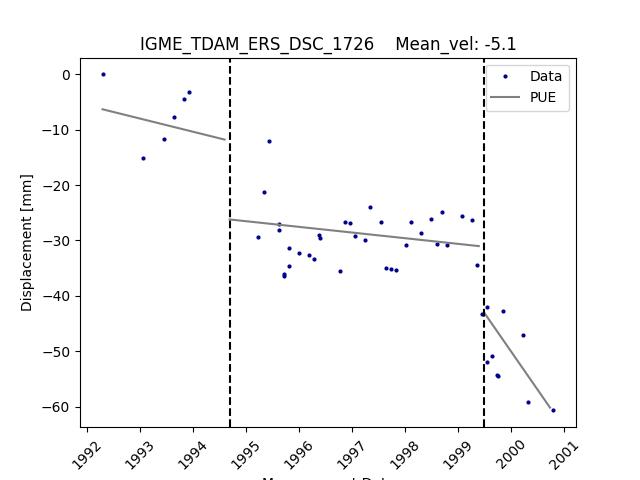 IGME_TDAM_ERS_DSC_1726    Mean_vel: -5.1
Data
PUE
Displacement [mm]
0
−10
−20
−30
−40
−50
−60
1992 1993 1994 1995 1996 1997 1998 1999 2000 2001